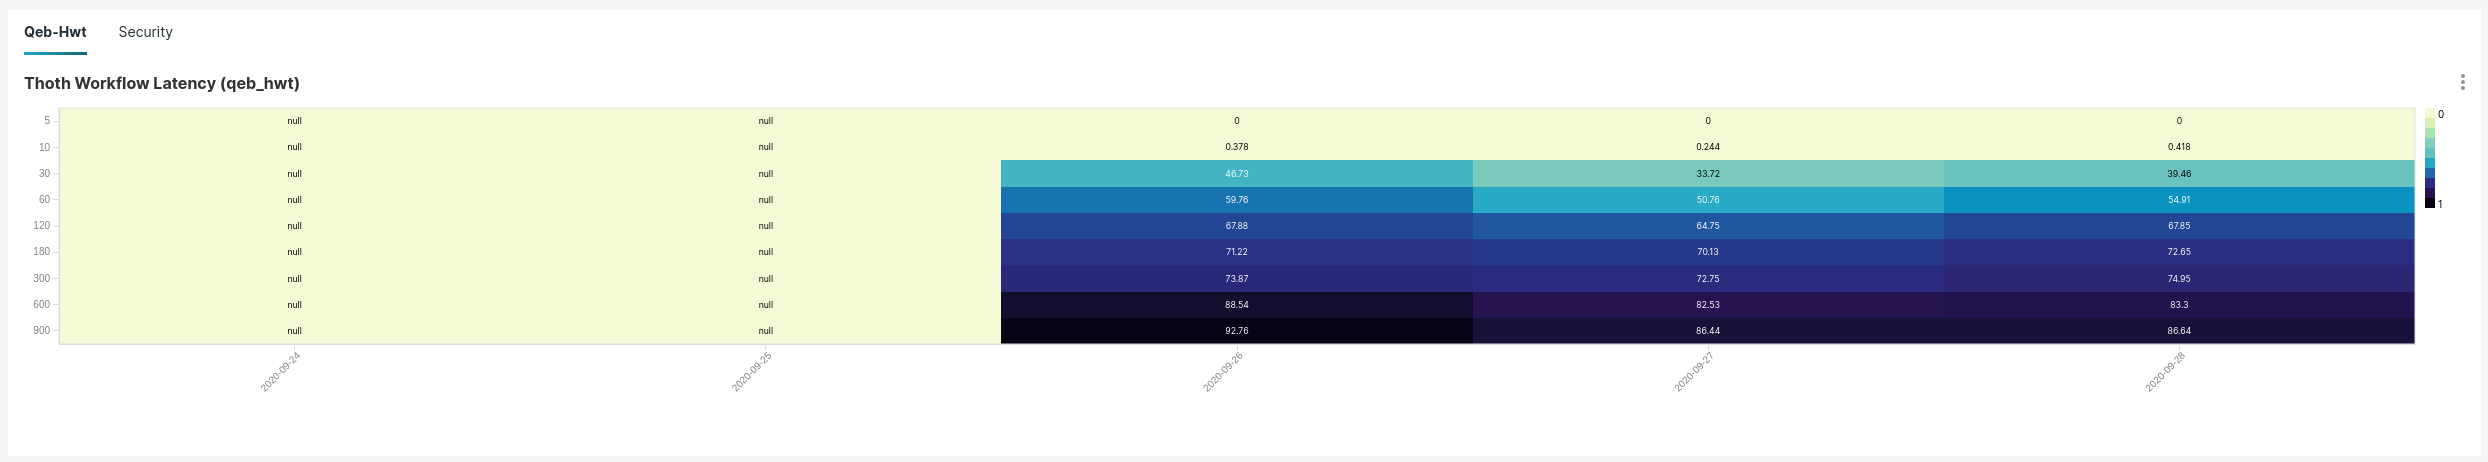 Qeb-Hwt Security
Thoth Workflow Latency (qeb_hwt)
5 null null 0 0 0 0
10 null null 0.378 0.244 0.418
30 null null 46.73 33.72 39.46
60 null null 59.76 50.76 54.91
1
120 null null 67.88 64.75 67.85
180 null null 71.22 70.13 72.65
300 null null 73.87 72.75 74.95
600 null null 88.54 82.53 83.3
900 null null 92.76 86.44 86.64
2020-09-24 2020-09-25 2020-09-26 2020-09-27 2020-09-28